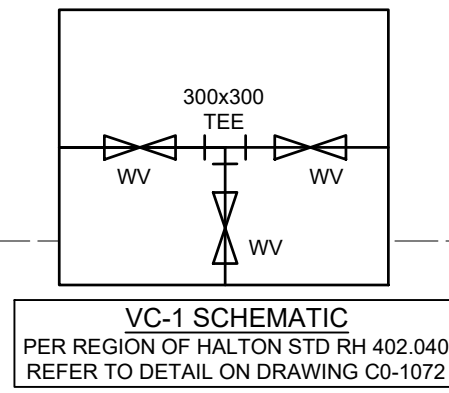 300x300
TEE
WV
WV
WV
VC-1 SCHEMATIC
PER REGION OF HALTON STD RH 402.040
REFER TO DETAIL ON DRAWING C0-1072